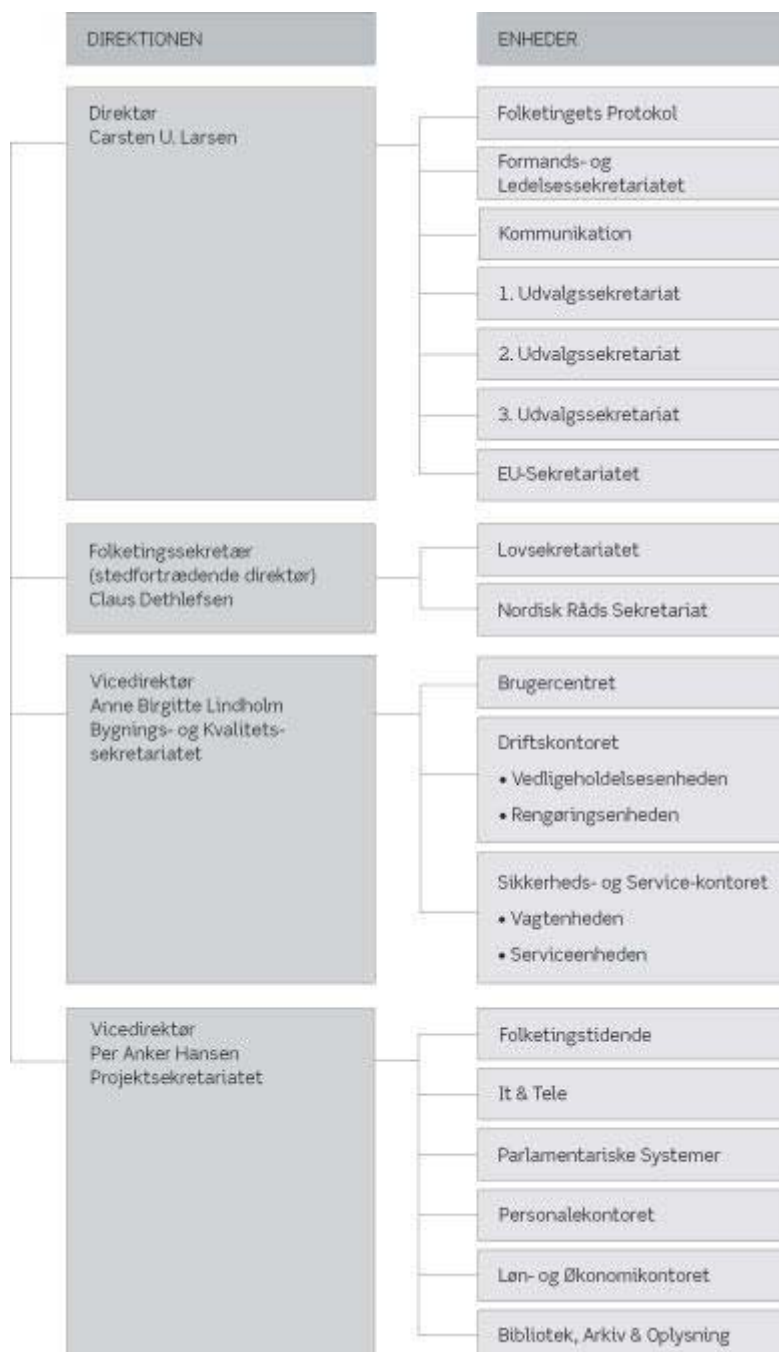 DIREKTIONEN
ENHEDER
Direktør
Carsten U. Larsen
Folketingets Protokol
Formands- og
Ledelsessekretariatet
Kommunikation
1. Udvalgssekretariat
2. Udvalgssekretariat
3. Udvalgssekretariat
EU-Sekretariatet
Folketingssekretær
(stedfortrædende direktør)
Claus Dethlefsen
Lovsekretariatet
Nordisk Råds Sekretariat
Vicedirektør
Anne Birgitte Lindholm
Bygnings- og Kvalitets-
sekretariatet
Brugercentret
Driftskontoret
• Vedligeholdelsesenheden
• Rengøringsenheden
Sikkerheds- og Service-kontoret
• Vagtenheden
• Serviceenheden
Vicedirektør
Per Anker Hansen
Projektsekretariatet
Folketingstidende
It & Tele
Parlamentariske Systemer
Personalekontoret
Løn- og Økonomikontoret
Bibliotek, Arkiv & Oplysning